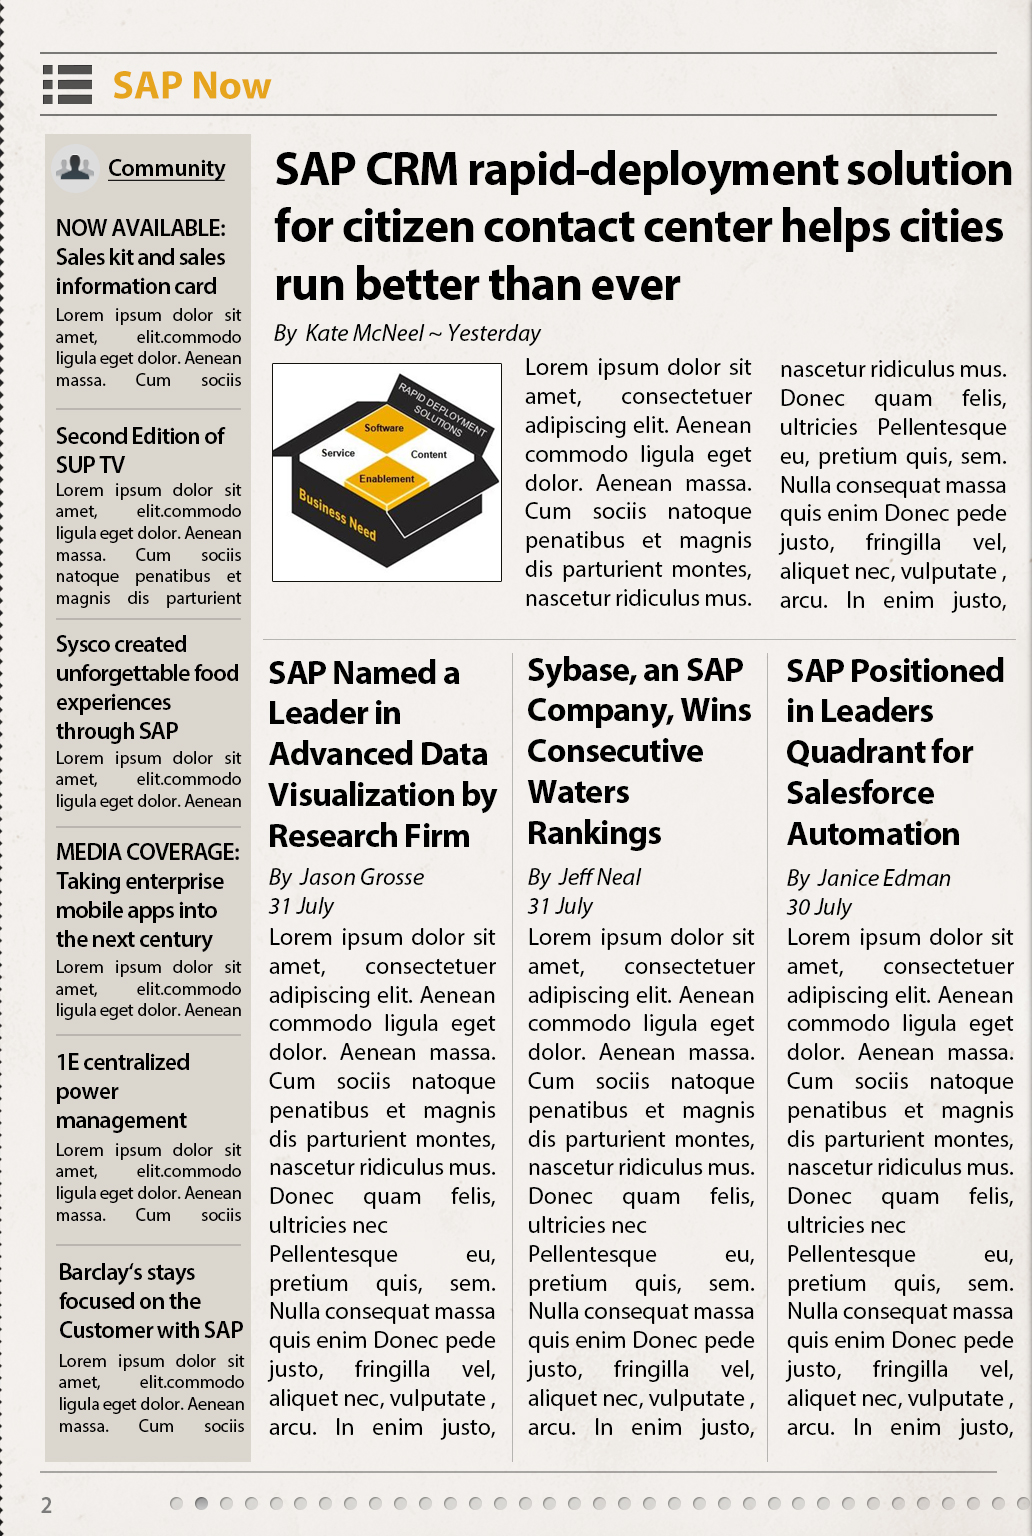 SAP Now
Community
NOW AVAILABLE:
Sales kit and sales
information card
Lorem ipsum dolor sit
amet, elit.commodo
ligula eget dolor. Aenean
massa. Cum sociis
Second Edition of
SUP TV
Lorem ipsum dolor sit
amet, elit.commodo
ligula eget dolor. Aenean
massa. Cum sociis
natoque penatibus et
magnis dis parturient
Sysco created
unforgettable food
experiences
through SAP
Lorem ipsum dolor sit
amet, elit.commodo
ligula eget dolor. Aenean
MEDIA COVERAGE:
Taking enterprise
mobile apps into
the next century
Lorem ipsum dolor sit
amet, elit.commodo
ligula eget dolor. Aenean
1E centralized
power
management
Lorem ipsum dolor sit
amet, elit.commodo
ligula eget dolor. Aenean
massa. Cum sociis
Barclay‘s stays
focused on the
Customer with SAP
Lorem ipsum dolor sit
amet, elit.commodo
ligula eget dolor. Aenean
massa. Cum sociis
SAP CRM rapid-deployment solution
for citizen contact center helps cities
run better than ever
By Kate McNeel ~ Yesterday
RAPID DEPLOYMENT
SOLUTIONS
Software
Service
Content
Enablement
Business Need
Lorem ipsum dolor sit
amet, consectetuer
adipiscing elit. Aenean
commodo ligula eget
dolor. Aenean massa.
Cum sociis natoque
penatibus et magnis
dis parturient montes,
nascetur ridiculus mus.
nascetur ridiculus mus.
Donec quam felis,
ultricies Pellentesque
eu, pretium quis, sem.
Nulla consequat massa
quis enim Donec pede
justo, fringilla vel,
aliquet nec, vulputate ,
arcu. In enim justo,
SAP Named a
Leader in
Advanced Data
Visualization by
Research Firm
By Jason Grosse
31 July
Lorem ipsum dolor sit
amet, consectetuer
adipiscing elit. Aenean
commodo ligula eget
dolor. Aenean massa.
Cum sociis natoque
penatibus et magnis
dis parturient montes,
nascetur ridiculus mus.
Donec quam felis,
ultricies nec
Pellentesque eu,
pretium quis, sem.
Nulla consequat massa
quis enim Donec pede
justo, fringilla vel,
aliquet nec, vulputate ,
arcu. In enim justo,
Sybase, an SAP
Company, Wins
Consecutive
Waters
Rankings
By Jeff Neal
31 July
Lorem ipsum dolor sit
amet, consectetuer
adipiscing elit. Aenean
commodo ligula eget
dolor. Aenean massa.
Cum sociis natoque
penatibus et magnis
dis parturient montes,
nascetur ridiculus mus.
Donec quam felis,
ultricies nec
Pellentesque eu,
pretium quis, sem.
Nulla consequat massa
quis enim Donec pede
justo, fringilla vel,
aliquet nec, vulputate ,
arcu. In enim justo,
SAP Positioned
in Leaders
Quadrant for
Salesforce
Automation
By Janice Edman
30 July
Lorem ipsum dolor sit
amet, consectetuer
adipiscing elit. Aenean
commodo ligula eget
dolor. Aenean massa.
Cum sociis natoque
penatibus et magnis
dis parturient montes,
nascetur ridiculus mus.
Donec quam felis,
ultricies nec
Pellentesque eu,
pretium quis, sem.
Nulla consequat massa
quis enim Donec pede
justo, fringilla vel,
aliquet nec, vulputate ,
arcu. In enim justo,
2